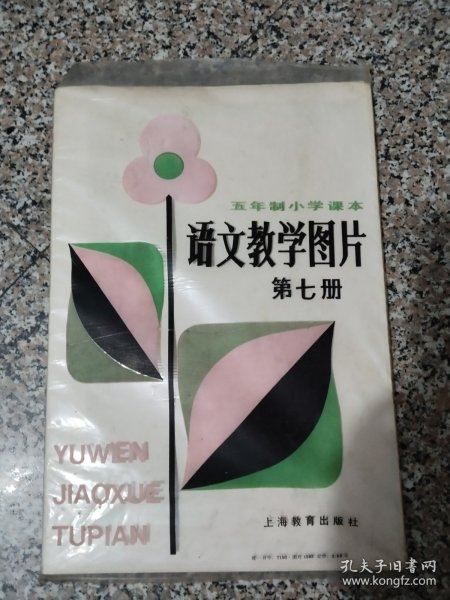 五年制小学课本
语文教学图片
第七册
YUWEN
JIAOXUE
TUPIAN
上海教育出版社
孔夫子旧书网
www.kongfz.com